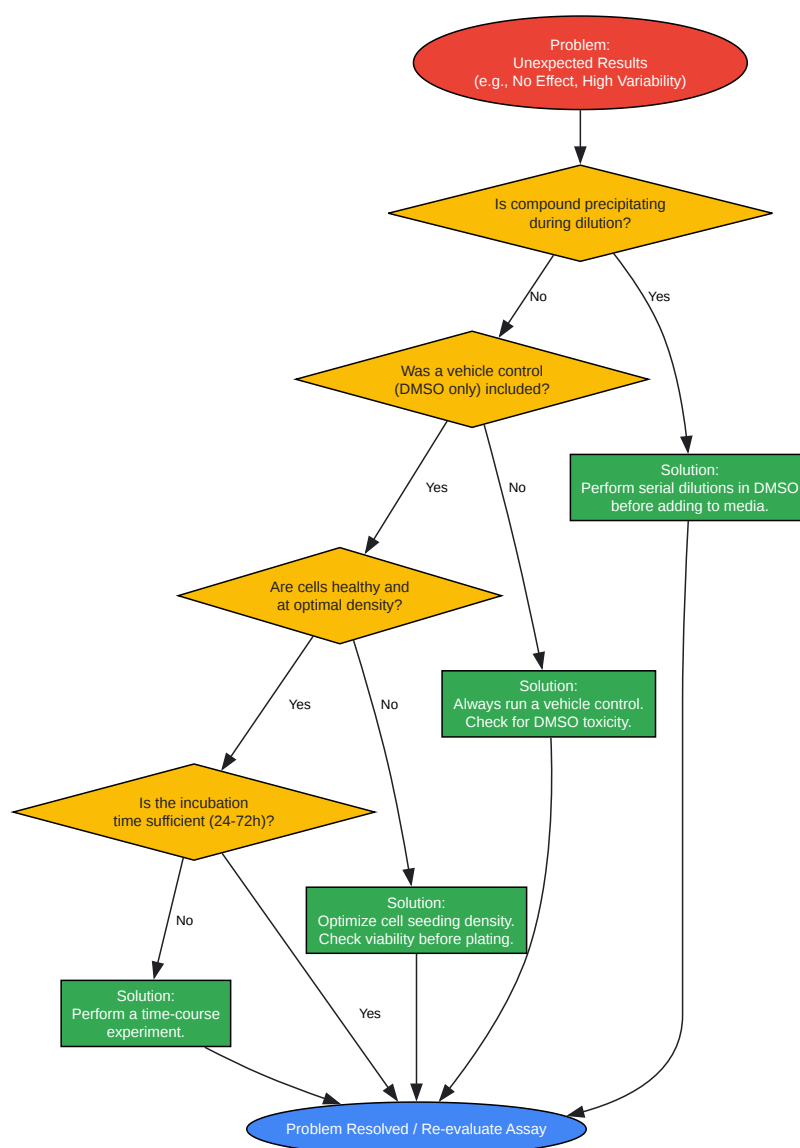 Problem:
Unexpected Results
(e.g., No Effect, High Variability)
Is compound precipitating
during dilution?
No
Yes
Was a vehicle control
(DMSO only) included?
Yes
No
Solution:
Perform serial dilutions in DMSO
before adding to media.
Are cells healthy and
at optimal density?
Yes
No
Solution:
Always run a vehicle control.
Check for DMSO toxicity.
Is the incubation
time sufficient (24-72h)?
No
Yes
Solution:
Optimize cell seeding density.
Check viability before plating.
Solution:
Perform a time-course
experiment.
Problem Resolved / Re-evaluate Assay